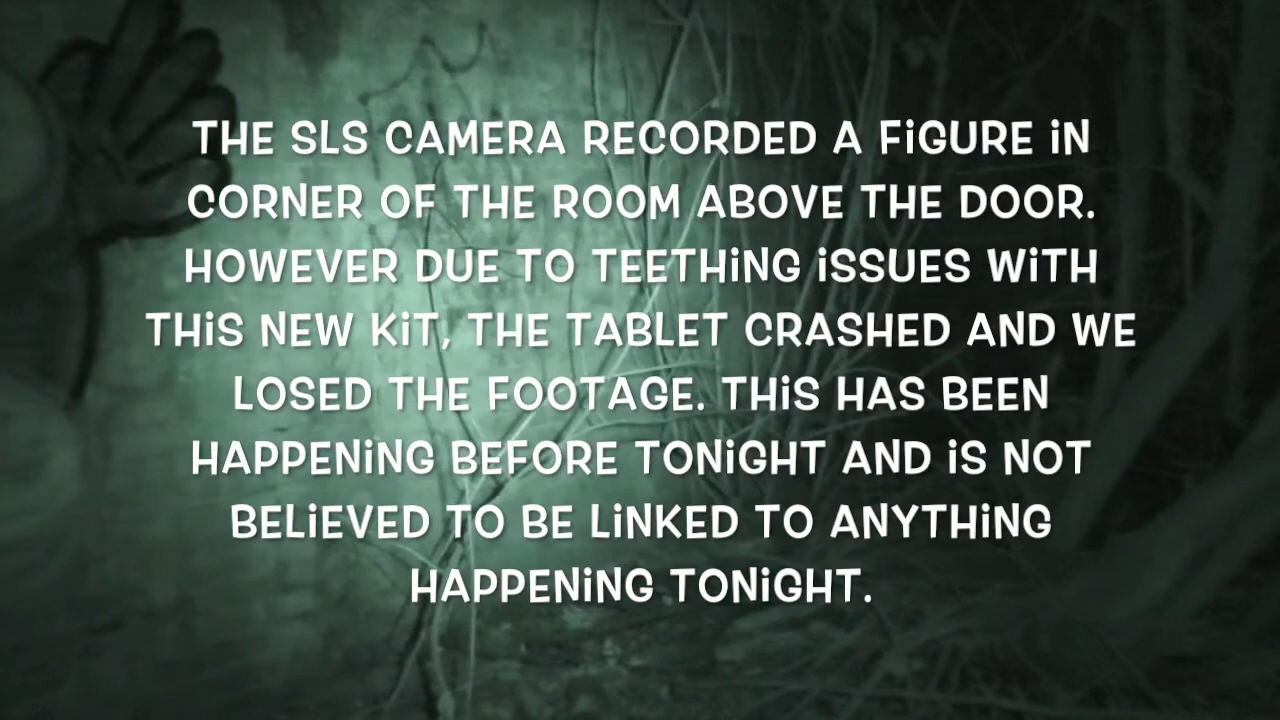 THE SLS CAMERA RECORDED A FiGURE iN
CORNER OF THE ROOM ABOVE THE DOOR.
HOWEVER DUE TO TEETHiNG iSSUES WiTH
THiS NEW KiT, THE TABLET CRASHED AND WE
LOSED THE FOOTAGE. THiS HAS BEEN
HAPPENiNG BEFORE TONiGHT AND iS NOT
BELiEVED TO BE LiNKED TO ANYTHiNG
HAPPENiNG TONiGHT.